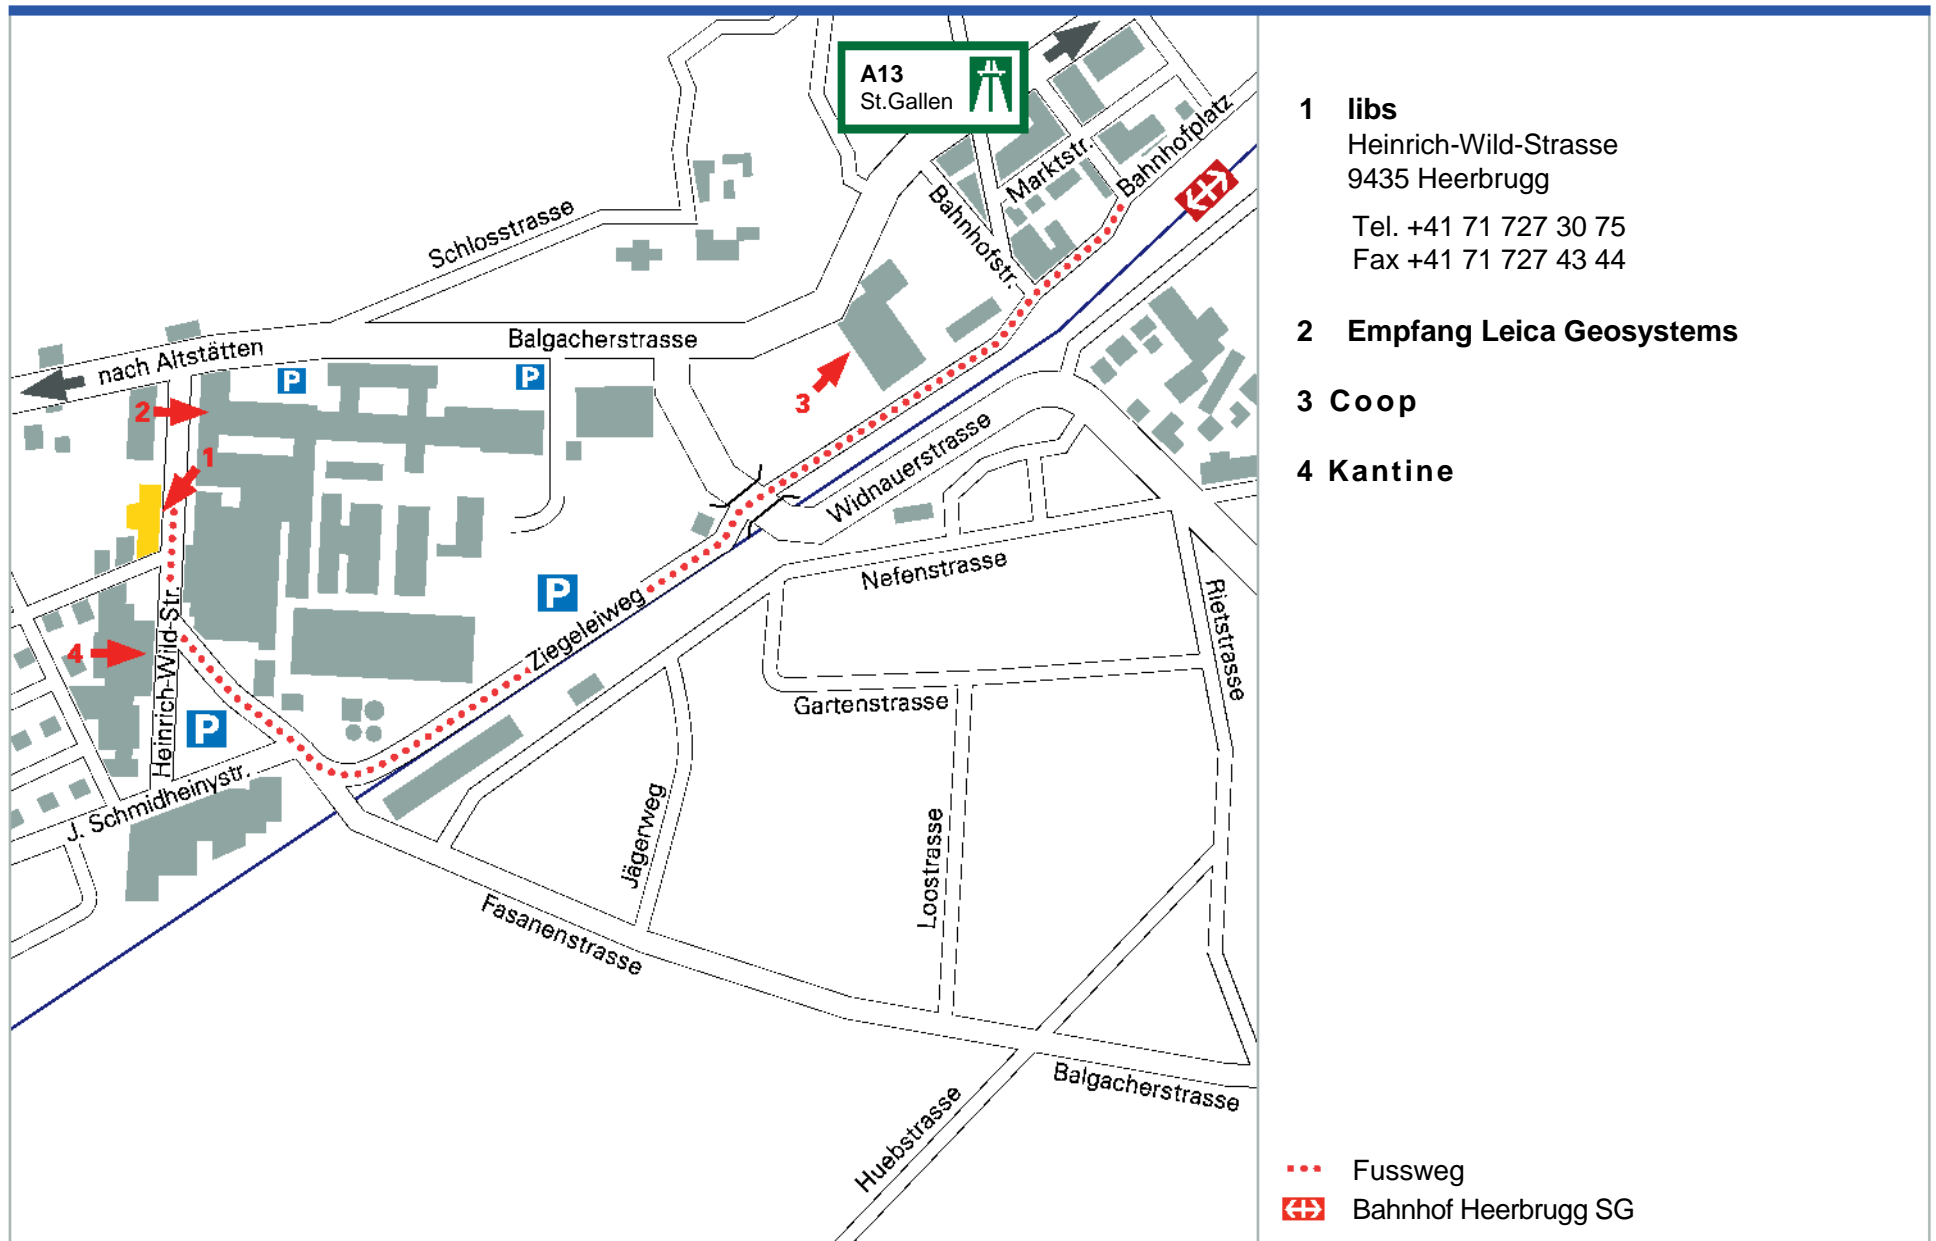 A13
St.Gallen
Marktstr.
Bahnhofplatz
Bahnhofstr.
Schlosstrasse
Balgacherstrasse
nach Altstätten
P
P
2
3
1
Widnauerstrasse
Nefenstrasse
P
Ziegeleiweg
Rietstrasse
4
Heinrich-Wild-Str.
P
Gartenstrasse
J. Schmidheinystr.
Jägerweg
Loostrasse
Fasanenstrasse
Balgacherstrasse
Huebstrasse
1 libs
Heinrich-Wild-Strasse
9435 Heerbrugg
Tel. +41 71 727 30 75
Fax +41 71 727 43 44
2 Empfang Leica Geosystems
3 Coop
4 Kantine
Fussweg
Bahnhof Heerbrugg SG